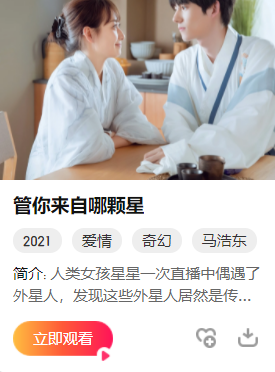 管你来自哪颗星
2021 爱情 奇幻 马浩东
简介: 人类女孩星星一次直播中偶遇了
外星人，发现这些外星人居然是传...
立即观看